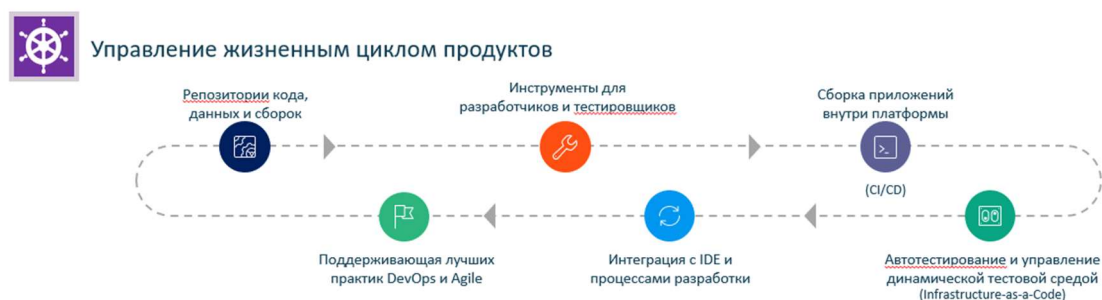 Управление жизненным циклом продуктов
Репозитории кода,
данных и сборок
Инструменты для
разработчиков и тестировщиков
Сборка приложений
внутри платформы
(CI/CD)
Поддерживающая лучших
практик DevOps и Agile
Интеграция с IDE и
процессами разработки
Автотестирование и управление
динамической тестовой средой
(Infrastructure-as-a-Code)